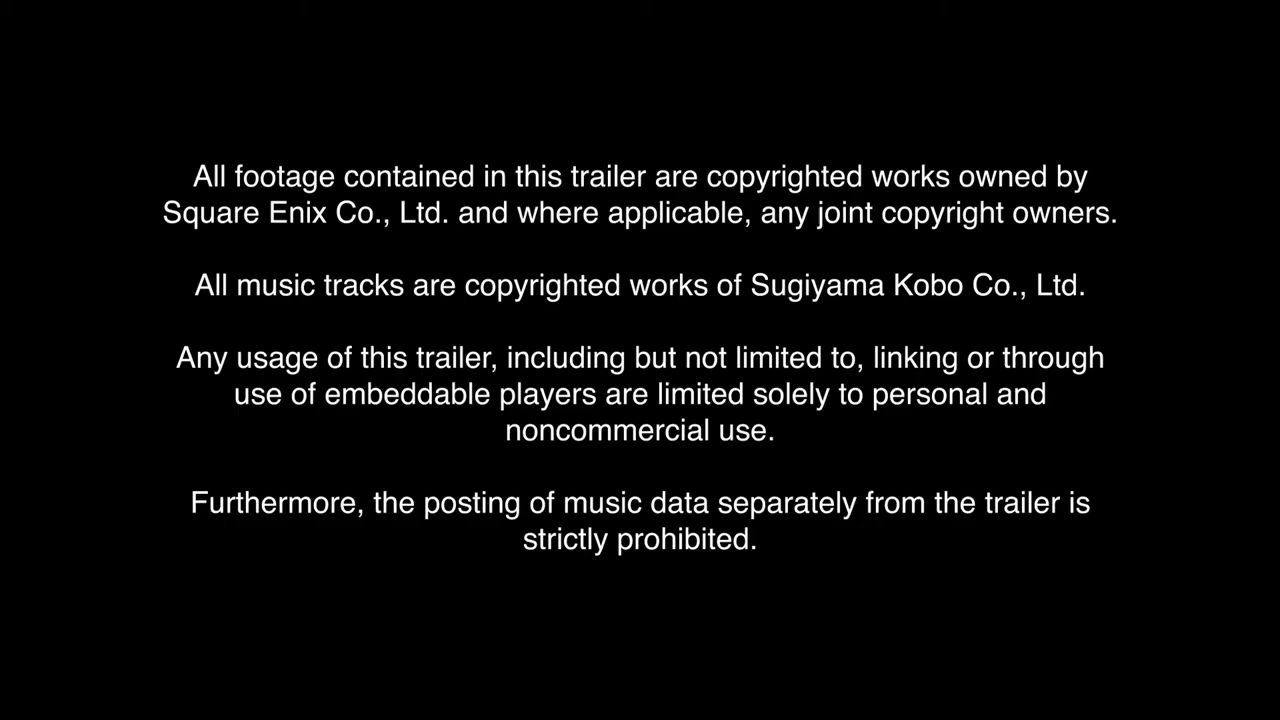 All footage contained in this trailer are copyrighted works owned by
Square Enix Co., Ltd. and where applicable, any joint copyright owners.
All music tracks are copyrighted works of Sugiyama Kobo Co., Ltd.
Any usage of this trailer, including but not limited to, linking or through
use of embeddable players are limited solely to personal and
noncommercial use.
Furthermore, the posting of music data separately from the trailer is
strictly prohibited.